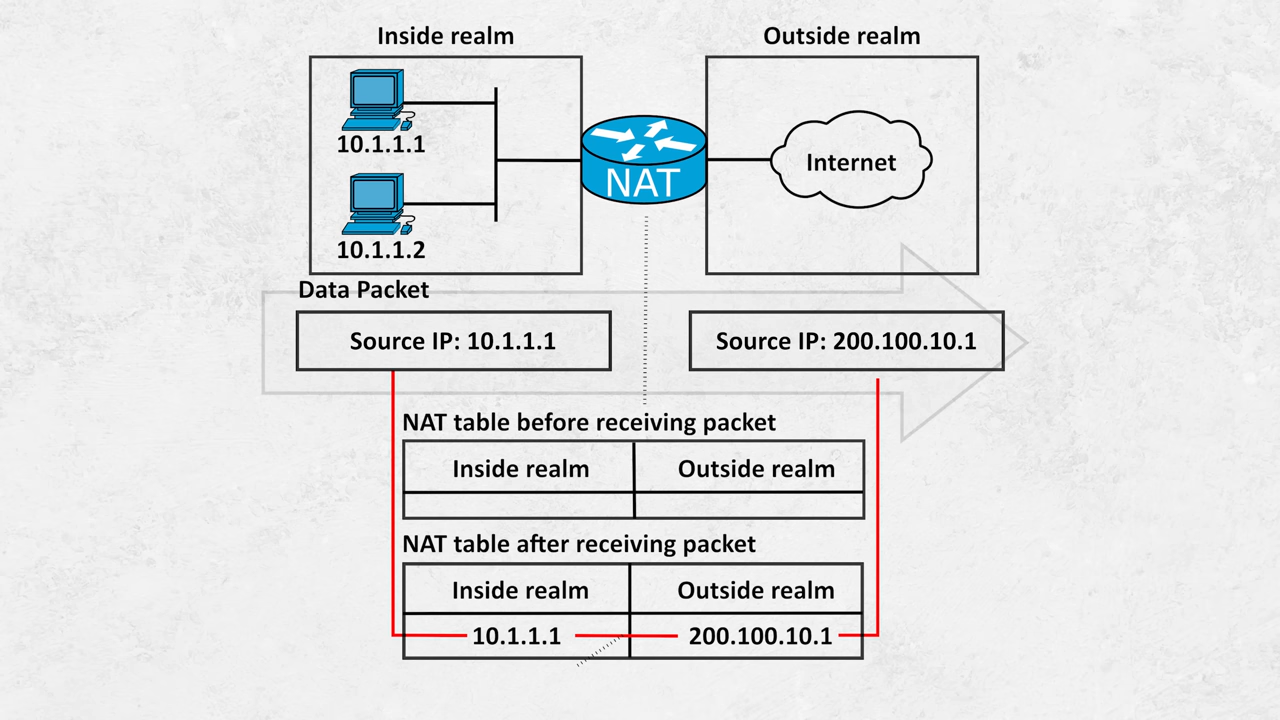 Inside realm
Outside realm
10.1.1.1
10.1.1.2
NAT
Internet
Data Packet
Source IP: 10.1.1.1
Source IP: 200.100.10.1
NAT table before receiving packet
Inside realm
Outside realm
NAT table after receiving packet
Inside realm
Outside realm
10.1.1.1
200.100.10.1